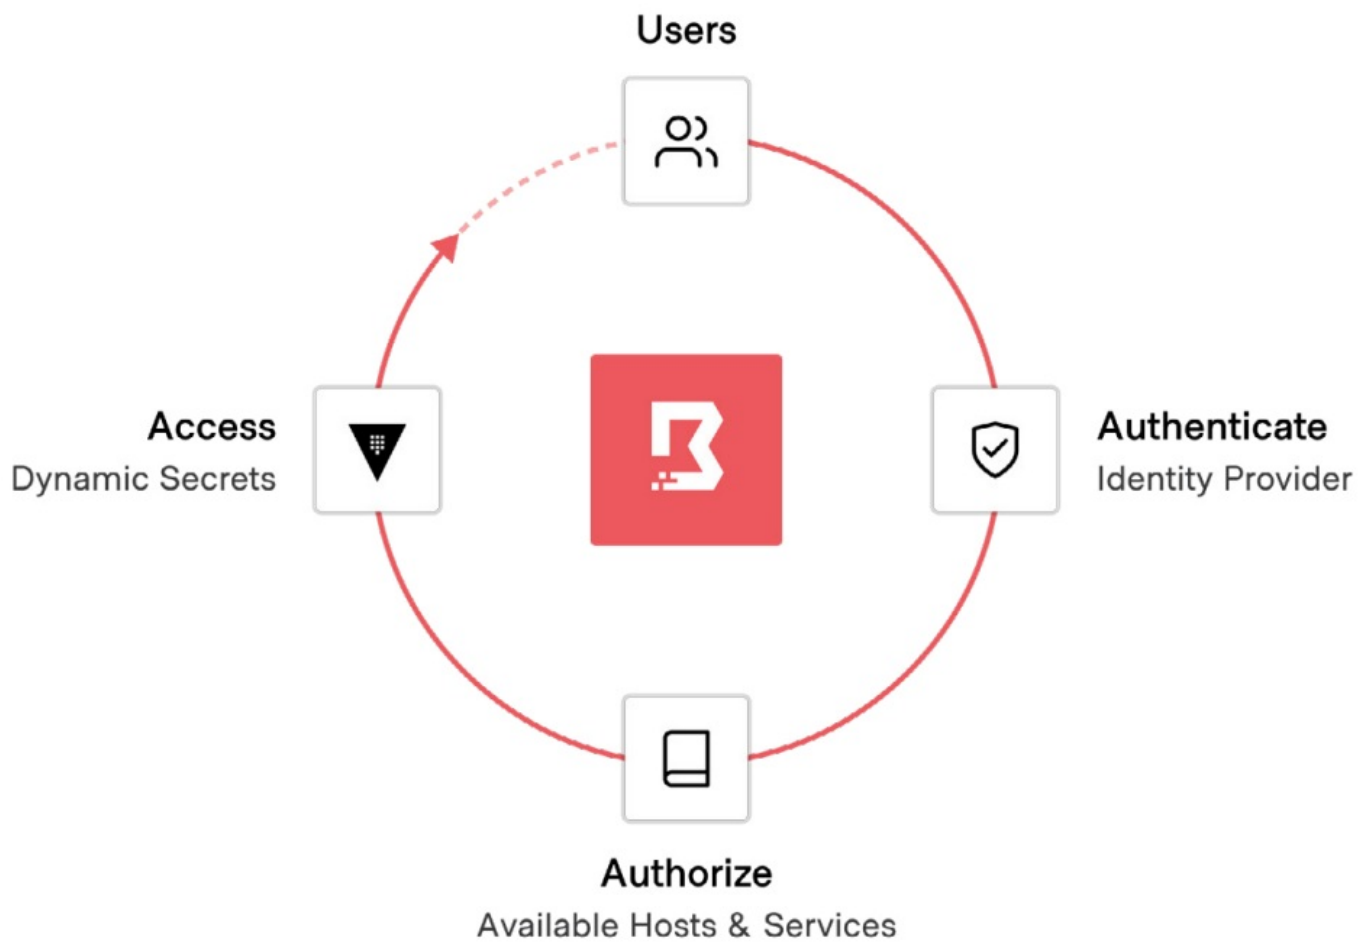 Users
Access
Dynamic Secrets
Authenticate
Identity Provider
Authorize
Available Hosts & Services